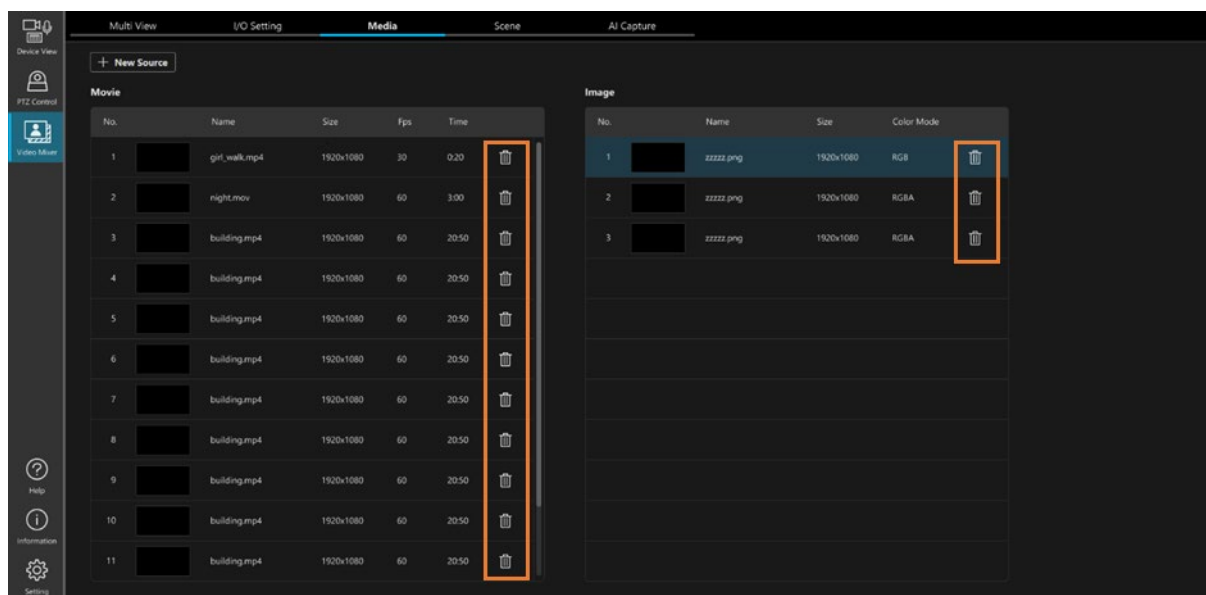 Multi View I/O Setting Media Scene AI Capture
Device View
PTZ Control
Video Mixer
Help
Information
Setting
+ New Source
Movie
No. Name Size Fps Time
1 girl_walk.mp4 1920x1080 30 0:20
2 night.mov 1920x1080 60 3:00
3 building.mp4 1920x1080 60 20:50
4 building.mp4 1920x1080 60 20:50
5 building.mp4 1920x1080 60 20:50
6 building.mp4 1920x1080 60 20:50
7 building.mp4 1920x1080 60 20:50
8 building.mp4 1920x1080 60 20:50
9 building.mp4 1920x1080 60 20:50
10 building.mp4 1920x1080 60 20:50
11 building.mp4 1920x1080 60 20:50
Image
No. Name Size Color Mode
1 zzzzz.png 1920x1080 RGB
2 zzzzz.png 1920x1080 RGBA
3 zzzzz.png 1920x1080 RGBA